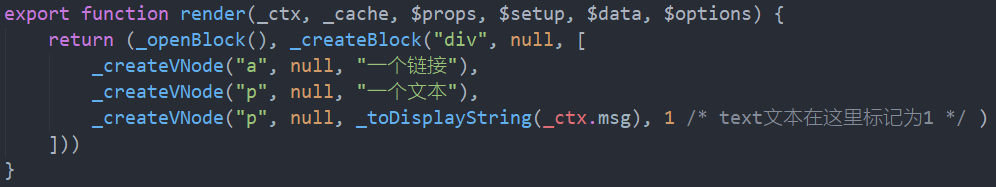 export function render(_ctx, _cache, $props, $setup, $data, $options) {
    return (_openBlock(), _createBlock("div", null, [
        _createVNode("a", null, "一个链接"),
        _createVNode("p", null, "一个文本"),
        _createVNode("p", null, _toDisplayString(_ctx.msg), 1 /* text文本在这里标记为1 */ )
    ]))
}